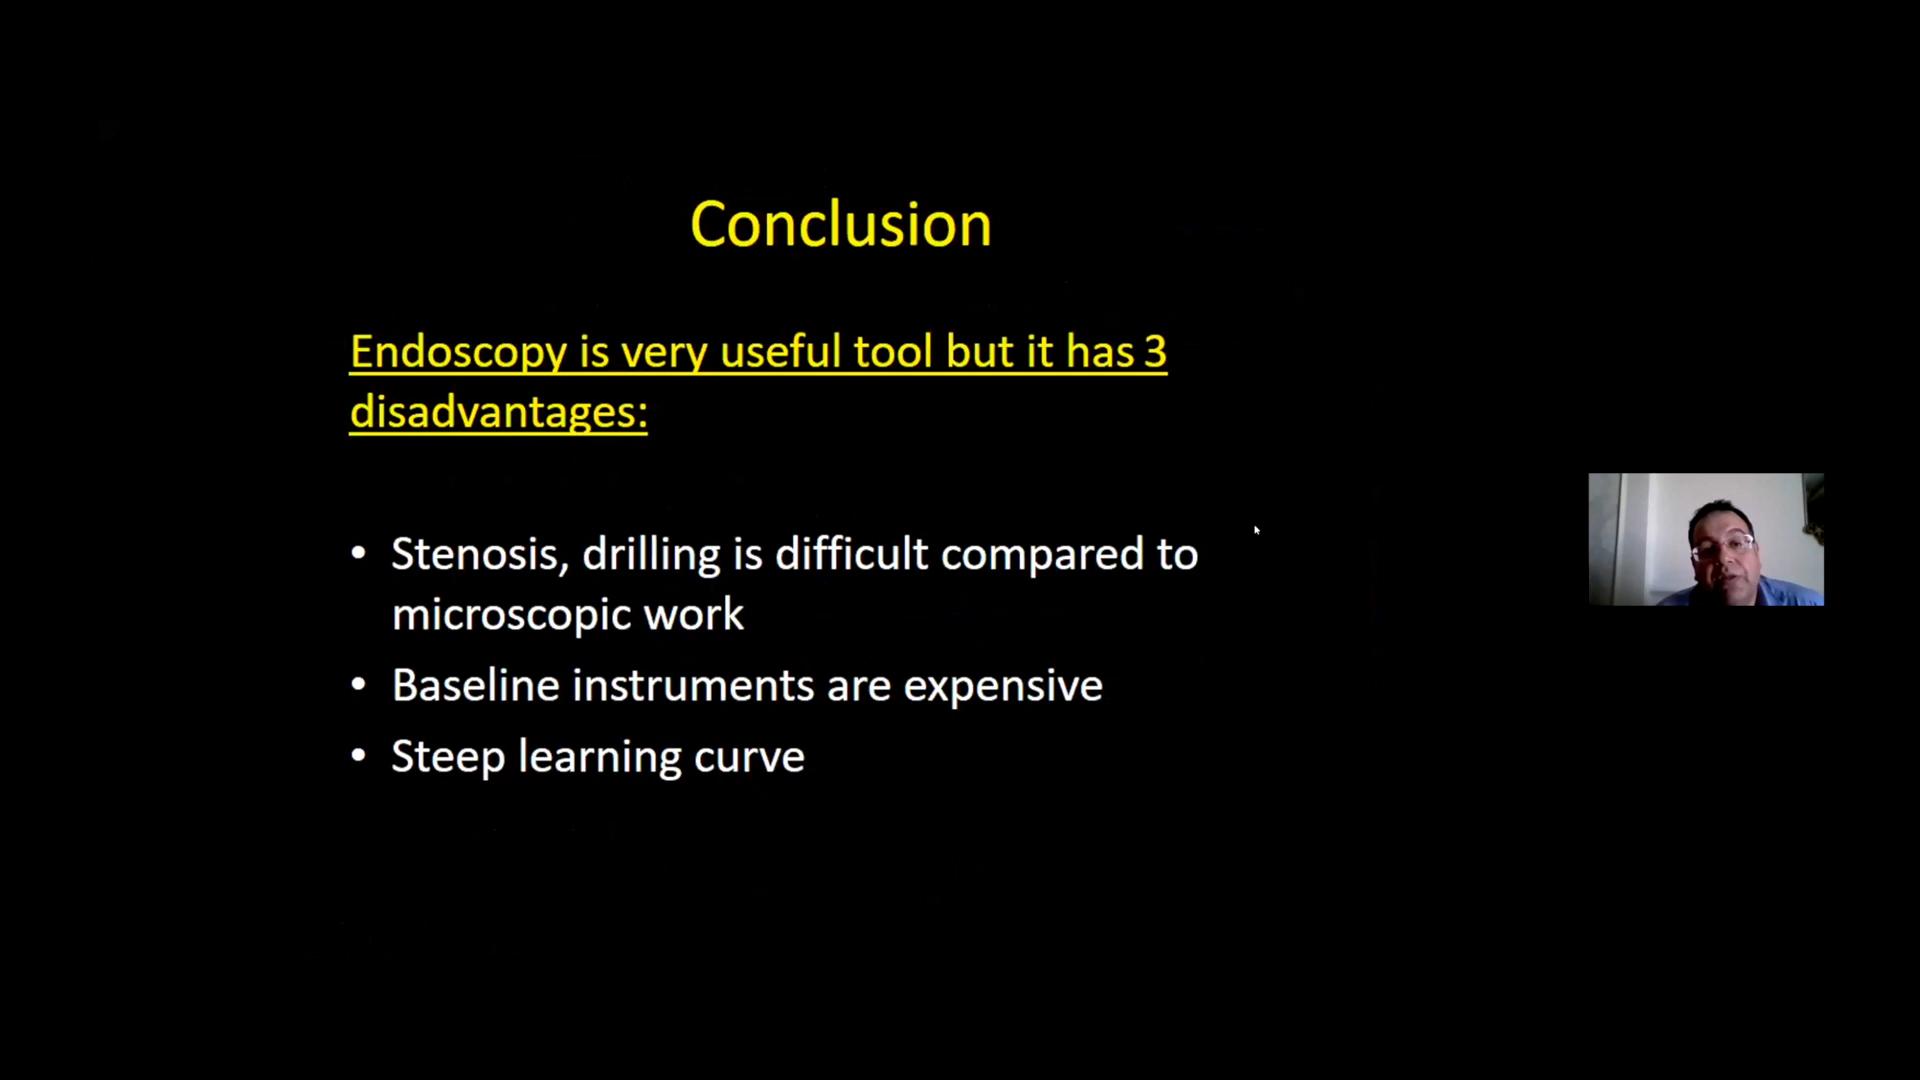 Conclusion
Endoscopy is very useful tool but it has 3
disadvantages:
• Stenosis, drilling is difficult compared to
microscopic work
• Baseline instruments are expensive
• Steep learning curve